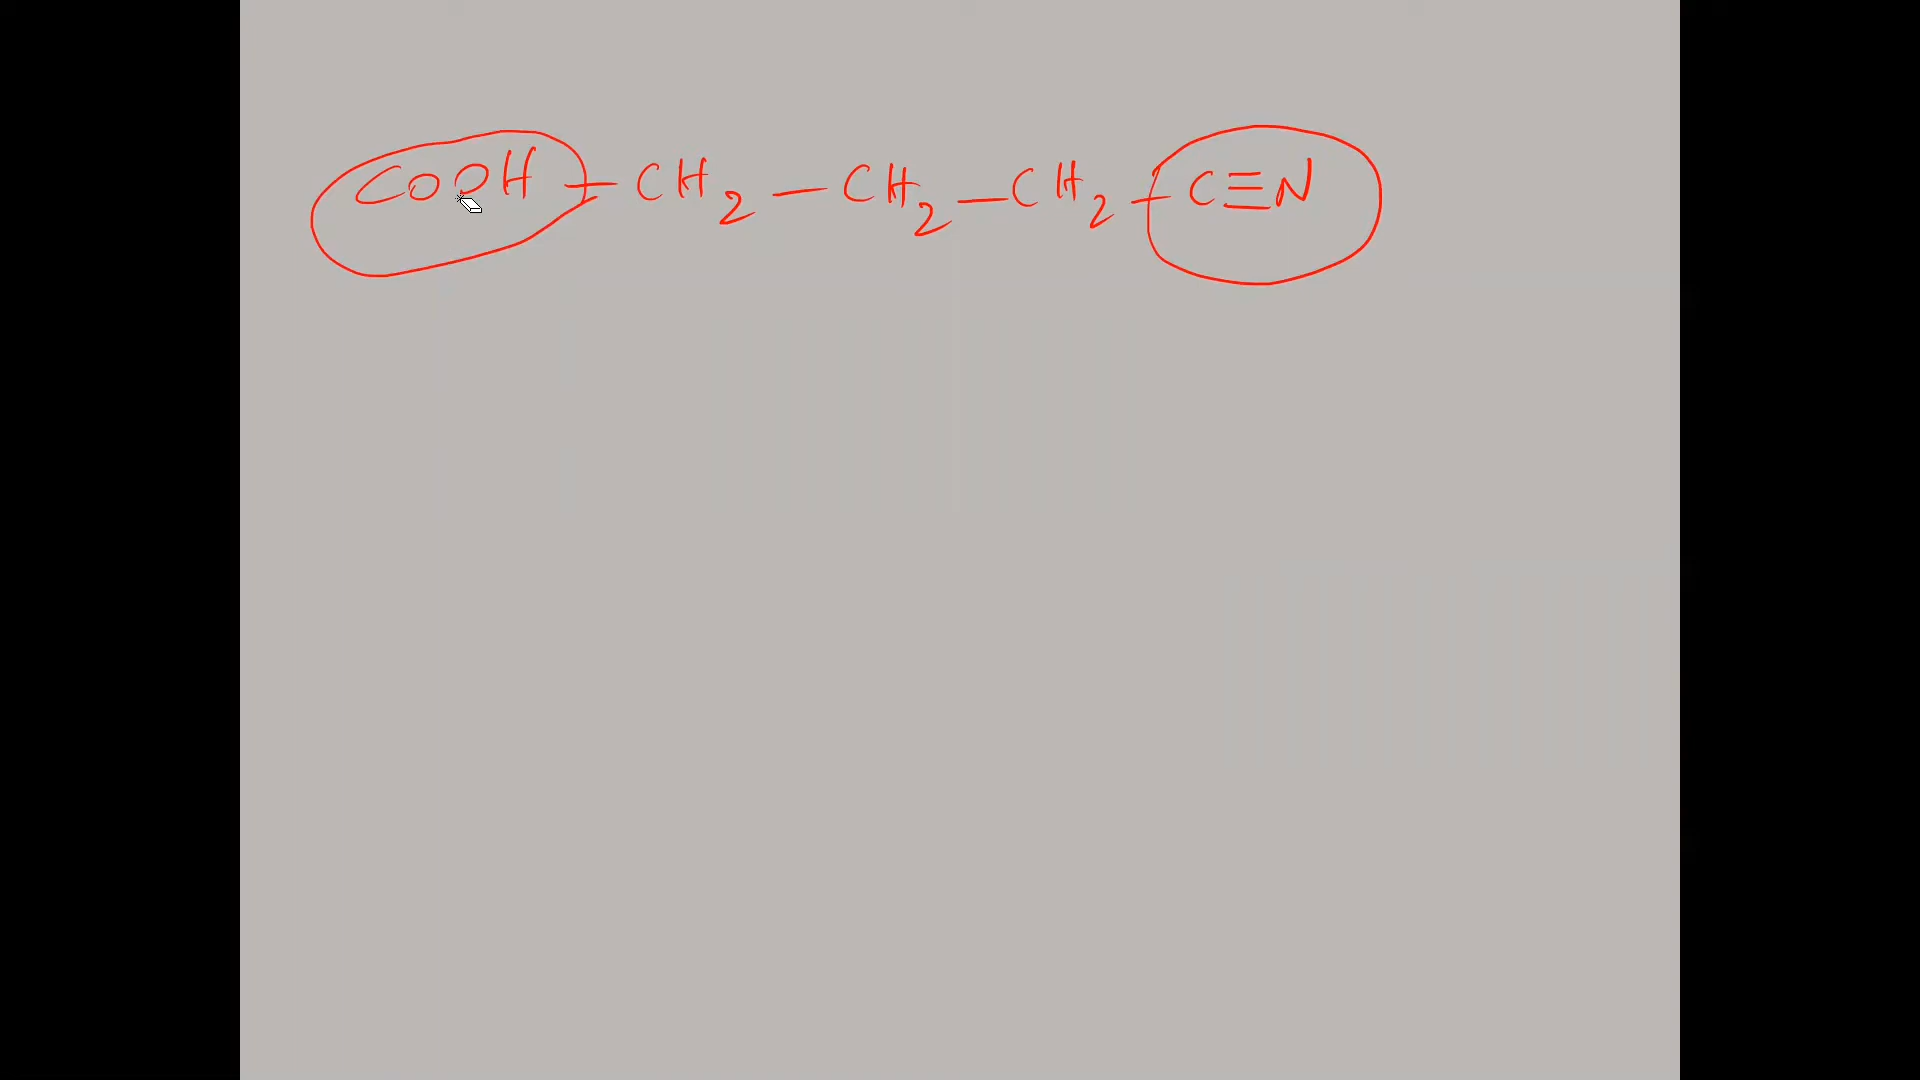 COOH — CH2 — CH2 — CH2 — C≡N